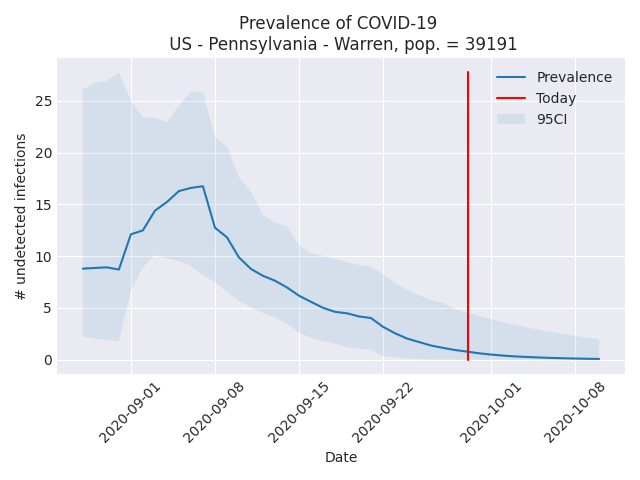 Prevalence of COVID-19
US - Pennsylvania - Warren, pop. = 39191
Prevalence
Today
95CI
# undetected infections
25
20
15
10
5
0
2020-09-01
2020-09-08
2020-09-15
2020-09-22
2020-10-01
2020-10-08
Date